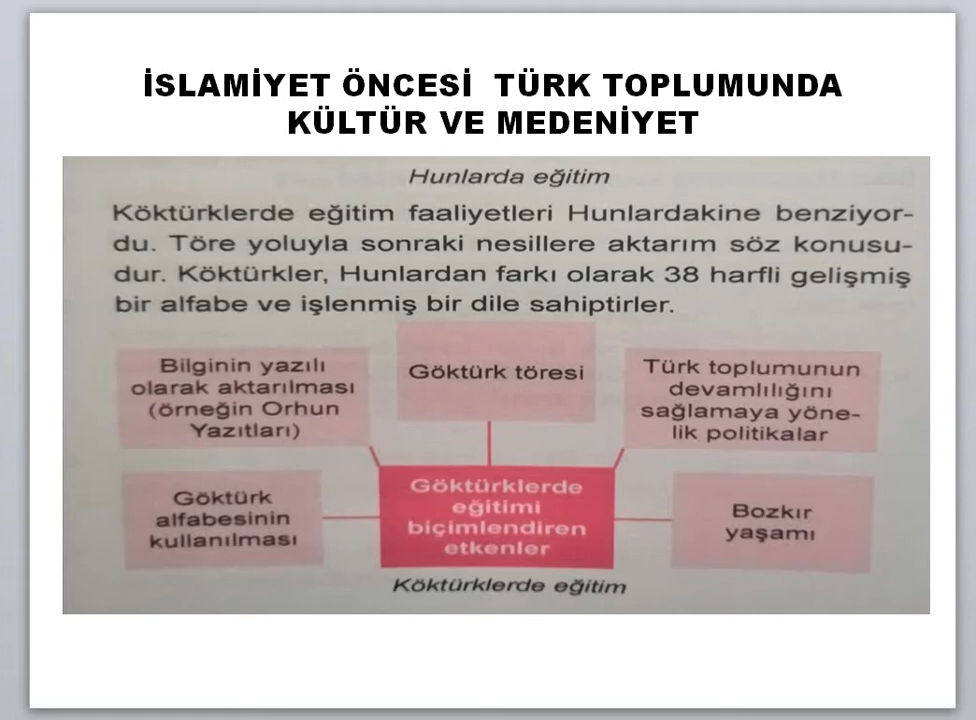 İSLAMİYET ÖNCESİ TÜRK TOPLUMUNDA
KÜLTÜR VE MEDENİYET
Hunlarda eğitim
Köktürklerde eğitim faaliyetleri Hunlardakine benziyor-
du. Töre yoluyla sonraki nesillere aktarım söz konusu-
dur. Köktürkler, Hunlardan farkı olarak 38 harfli gelişmiş
bir alfabe ve işlenmiş bir dile sahiptirler.
Bilginin yazılı
olarak aktarılması
(örneğin Orhun
Yazıtları)
Göktürk töresi
Türk toplumunun
devamlılığını
sağlamaya yöne-
lik politikalar
Göktürk
alfabesinin
kullanılması
Göktürklerde
eğitimi
biçimlendiren
etkenler
Bozkır
yaşamı
Köktürklerde eğitim